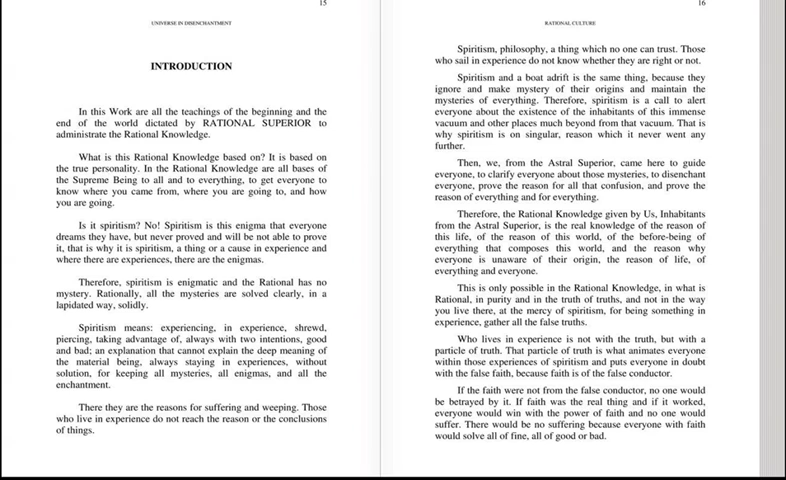 15
UNIVERSE IN DISENCHANTMENT
INTRODUCTION
In this Work are all the teachings of the beginning and the
end of the world dictated by RATIONAL SUPERIOR to
administrate the Rational Knowledge.
What is this Rational Knowledge based on? It is based on
the true personality. In the Rational Knowledge are all bases of
the Supreme Being to all and to everything, to get everyone to
know where you came from, where you are going to, and how
you are going.
Is it spiritism? No! Spiritism is this enigma that everyone
dreams they have, but never proved and will be not able to prove
it, that is why it is spiritism, a thing or a cause in experience and
where there are experiences, there are the enigmas.
Therefore, spiritism is enigmatic and the Rational has no
mystery. Rationally, all the mysteries are solved clearly, in a
lapidated way, solidly.
Spiritism means: experiencing, in experience, shrewd,
piercing, taking advantage of, always with two intentions, good
and bad; an explanation that cannot explain the deep meaning of
the material being, always staying in experiences, without
solution, for keeping all mysteries, all enigmas, and all the
enchantment.
There they are the reasons for suffering and weeping. Those
who live in experience do not reach the reason or the conclusions
of things.
16
RATIONAL CULTURE
Spiritism, philosophy, a thing which no one can trust. Those
who sail in experience do not know whether they are right or not.
Spiritism and a boat adrift is the same thing, because they
ignore and make mystery of their origins and maintain the
mysteries of everything. Therefore, spiritism is a call to alert
everyone about the existence of the inhabitants of this immense
vacuum and other places much beyond from that vacuum. That is
why spiritism is on singular, reason which it never went any
further.
Then, we, from the Astral Superior, came here to guide
everyone, to clarify everyone about those mysteries, to disenchant
everyone, prove the reason for all that confusion, and prove the
reason of everything and for everything.
Therefore, the Rational Knowledge given by Us, Inhabitants
from the Astral Superior, is the real knowledge of the reason of
this life, of the reason of this world, of the before-being of
everything that composes this world, and the reason why
everyone is unaware of their origin, the reason of life, of
everything and everyone.
This is only possible in the Rational Knowledge, in what is
Rational, in purity and in the truth of truths, and not in the way
you live there, at the mercy of spiritism, for being something in
experience, gather all the false truths.
Who lives in experience is not with the truth, but with a
particle of truth. That particle of truth is what animates everyone
within those experiences of spiritism and puts everyone in doubt
with the false faith, because faith is of the false conductor.
If the faith were not from the false conductor, no one would
be betrayed by it. If faith was the real thing and if it worked,
everyone would win with the power of faith and no one would
suffer. There would be no suffering because everyone with faith
would solve all of fine, all of good or bad.